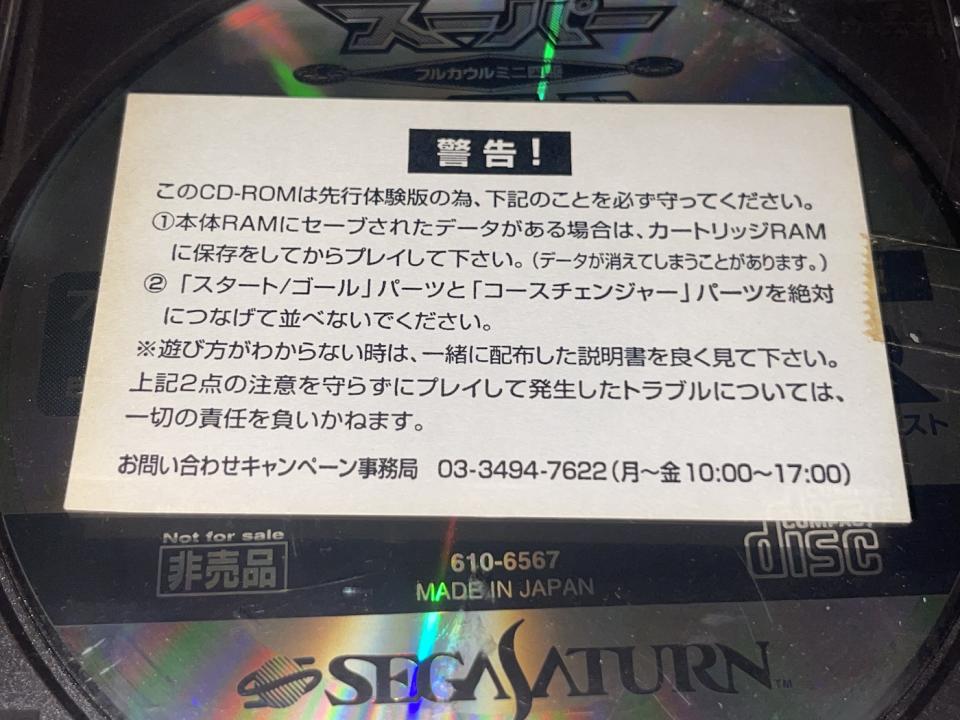 スーパー
フルカウルミニ四駆
警告！
このCD-ROMは先行体験版の為、下記のことを必ず守ってください。
①本体RAMにセーブされたデータがある場合は、カートリッジRAM
に保存をしてからプレイして下さい。（データが消えてしまうことがあります。）
②「スタート/ゴール」パーツと「コースチェンジャー」パーツを絶対
につなげて並べないでください。
※遊び方がわからない時は、一緒に配布した説明書を良く見て下さい。
上記2点の注意を守らずにプレイして発生したトラブルについては、
一切の責任を負いかねます。
スト
お問い合わせキャンペーン事務局 03-3494-7622（月〜金10:00〜17:00）
Not for sale
非売品
610-6567
MADE IN JAPAN
COMPACT
disc
SEGA SATURN™